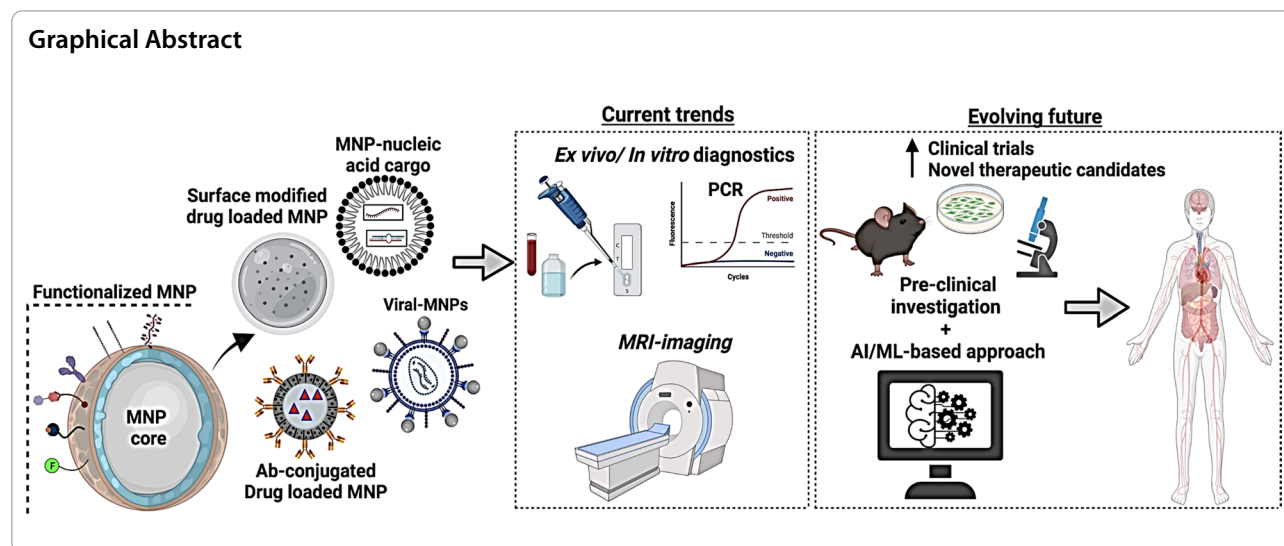 Graphical Abstract
Functionalized MNP
MNP
core
F
Surface modified
drug loaded MNP
MNP-nucleic
acid cargo
Viral-MNPs
Ab-conjugated
Drug loaded MNP
Current trends
Ex vivo/ In vitro diagnostics
C
T
S
PCR
Fluorescence
Positive
Threshold
Negative
Cycles
MRI-imaging
Evolving future
Clinical trials
Novel therapeutic candidates
Pre-clinical
investigation
+
AI/ML-based approach